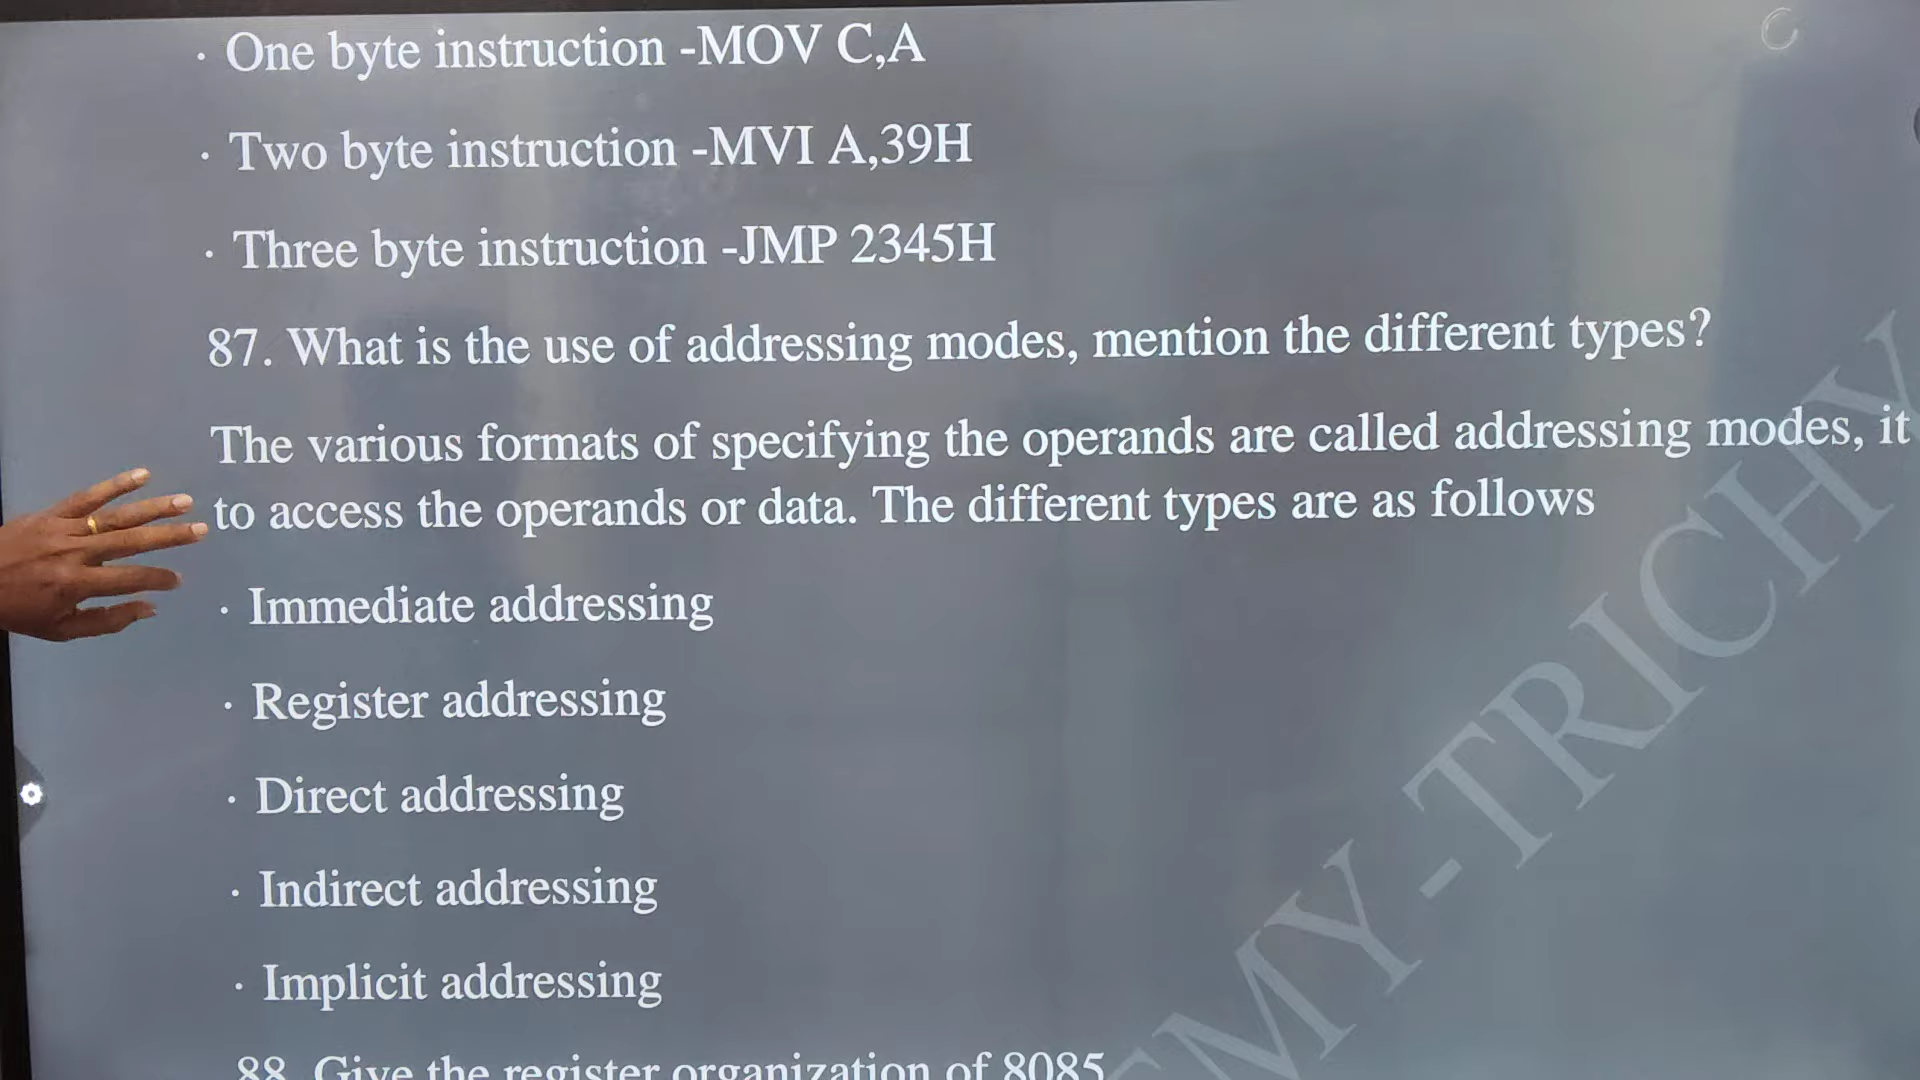 · One byte instruction -MOV C,A
· Two byte instruction -MVI A,39H
· Three byte instruction -JMP 2345H
87. What is the use of addressing modes, mention the different types?
The various formats of specifying the operands are called addressing modes, it
to access the operands or data. The different types are as follows
· Immediate addressing
· Register addressing
· Direct addressing
· Indirect addressing
· Implicit addressing
88. Give the register organization of 8085
EMY - TRICHY